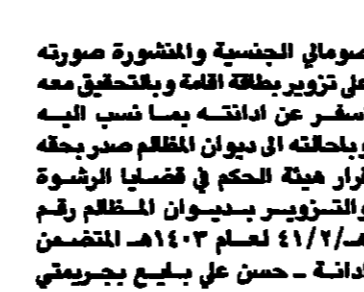 صومالي الجنسية والمنشورة صورته
على تزوير بطاقة اقامة وبالتحقيق معه
اسفر عن ادانته بما نسب اليه
وباحالته الى ديوان المظالم صدر بحقه
قرار هيئة الحكم في قضايا الرشوة
والتزوير بديوان المظالم رقم
هـ/٤١/٢ لعام ١٤٠٣هـ المتضمن
ادانة ـ حسن علي بليع بجريمتي